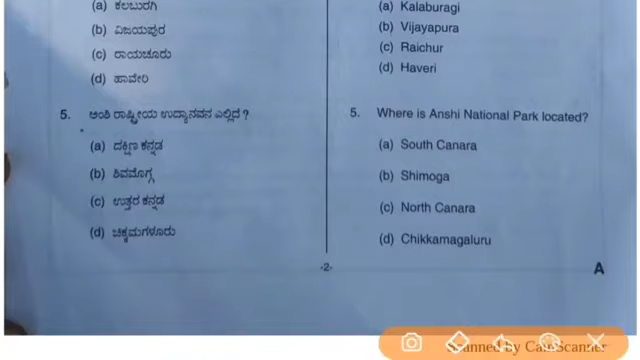 (a) ಕಲಬುರಗಿ
(b) ವಿಜಯಪುರ
(c) ರಾಯಚೂರು
(d) ಹಾವೇರಿ
5. ಅಂಶಿ ರಾಷ್ಟ್ರೀಯ ಉದ್ಯಾನವನ ಎಲ್ಲಿದೆ ?
(a) ದಕ್ಷಿಣ ಕನ್ನಡ
(b) ಶಿವಮೊಗ್ಗ
(c) ಉತ್ತರ ಕನ್ನಡ
(d) ಚಿಕ್ಕಮಗಳೂರು
(a) Kalaburagi
(b) Vijayapura
(c) Raichur
(d) Haveri
5. Where is Anshi National Park located?
(a) South Canara
(b) Shimoga
(c) North Canara
(d) Chikkamagaluru
-2-
A
Scanned by CamScanner